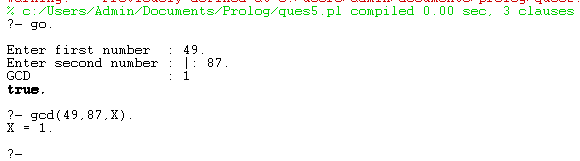 % c:/Users/Admin/Documents/Prolog/ques5.pl compiled 0.00 sec, 3 clauses
?- go.
Enter first number : 49.
Enter second number : |: 87.
GCD : 1
true.
?- gcd(49,87,X).
X = 1.
?-